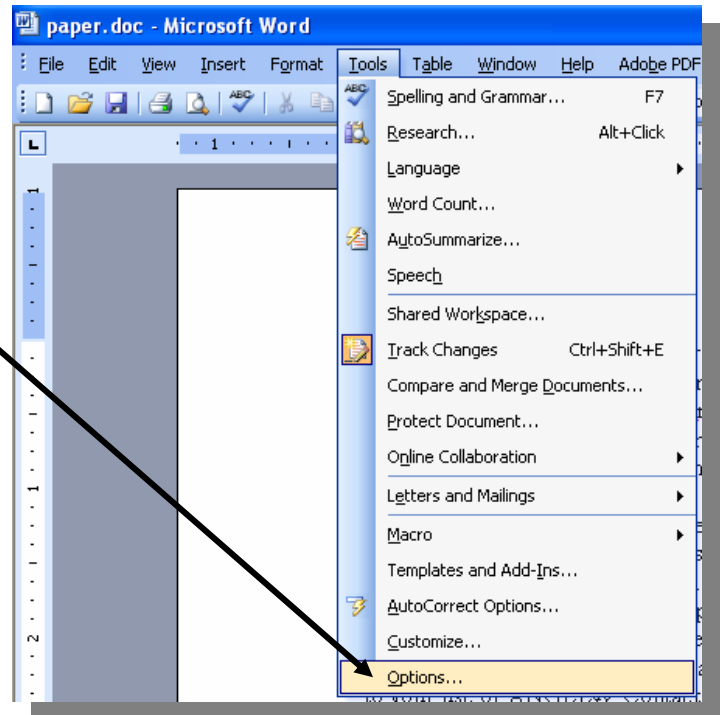 paper.doc - Microsoft Word
File Edit View Insert Format Tools Table Window Help Adobe PDF
Spelling and Grammar... F7
Research... Alt+Click
Language
Word Count...
AutoSummarize...
Speech
Shared Workspace...
Track Changes Ctrl+Shift+E
Compare and Merge Documents...
Protect Document...
Online Collaboration
Letters and Mailings
Macro
Templates and Add-Ins...
AutoCorrect Options...
Customize...
Options...